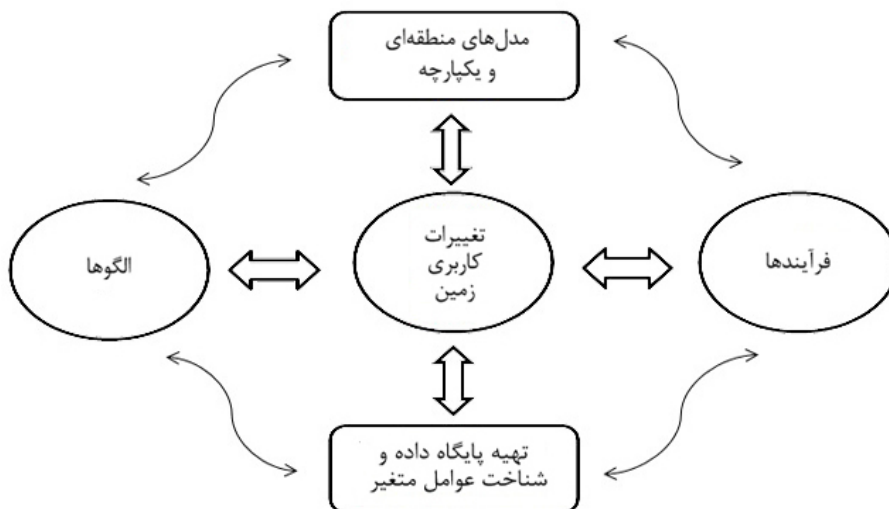 مدل‌های منطقه‌ای
و یکپارچه
فرآیندها
تغییرات
کاربری
زمین
الگوها
تهیه پایگاه داده و
شناخت عوامل متغیر